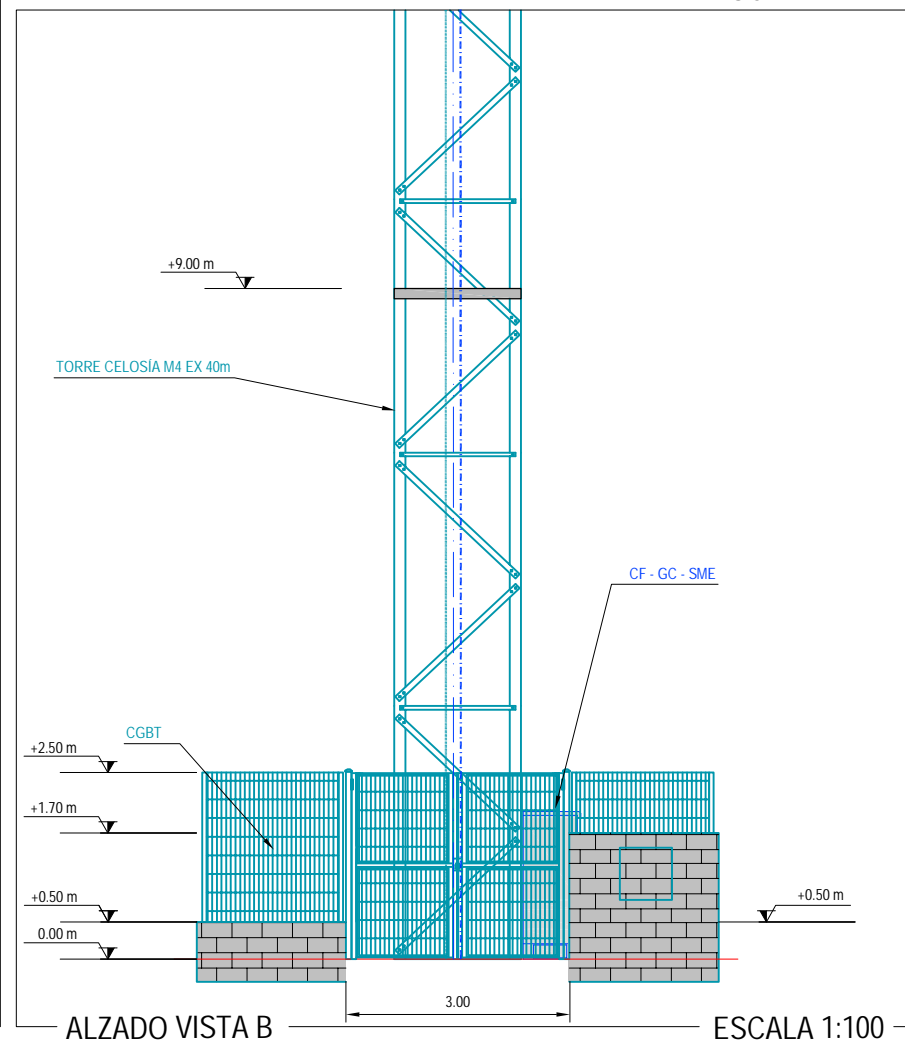 +9.00 m
TORRE CELOSÍA M4 EX 40m
CF - GC - SME
CGBT
+2.50 m
+1.70 m
+0.50 m
+0.50 m
0.00 m
3.00
ALZADO VISTA B
ESCALA 1:100